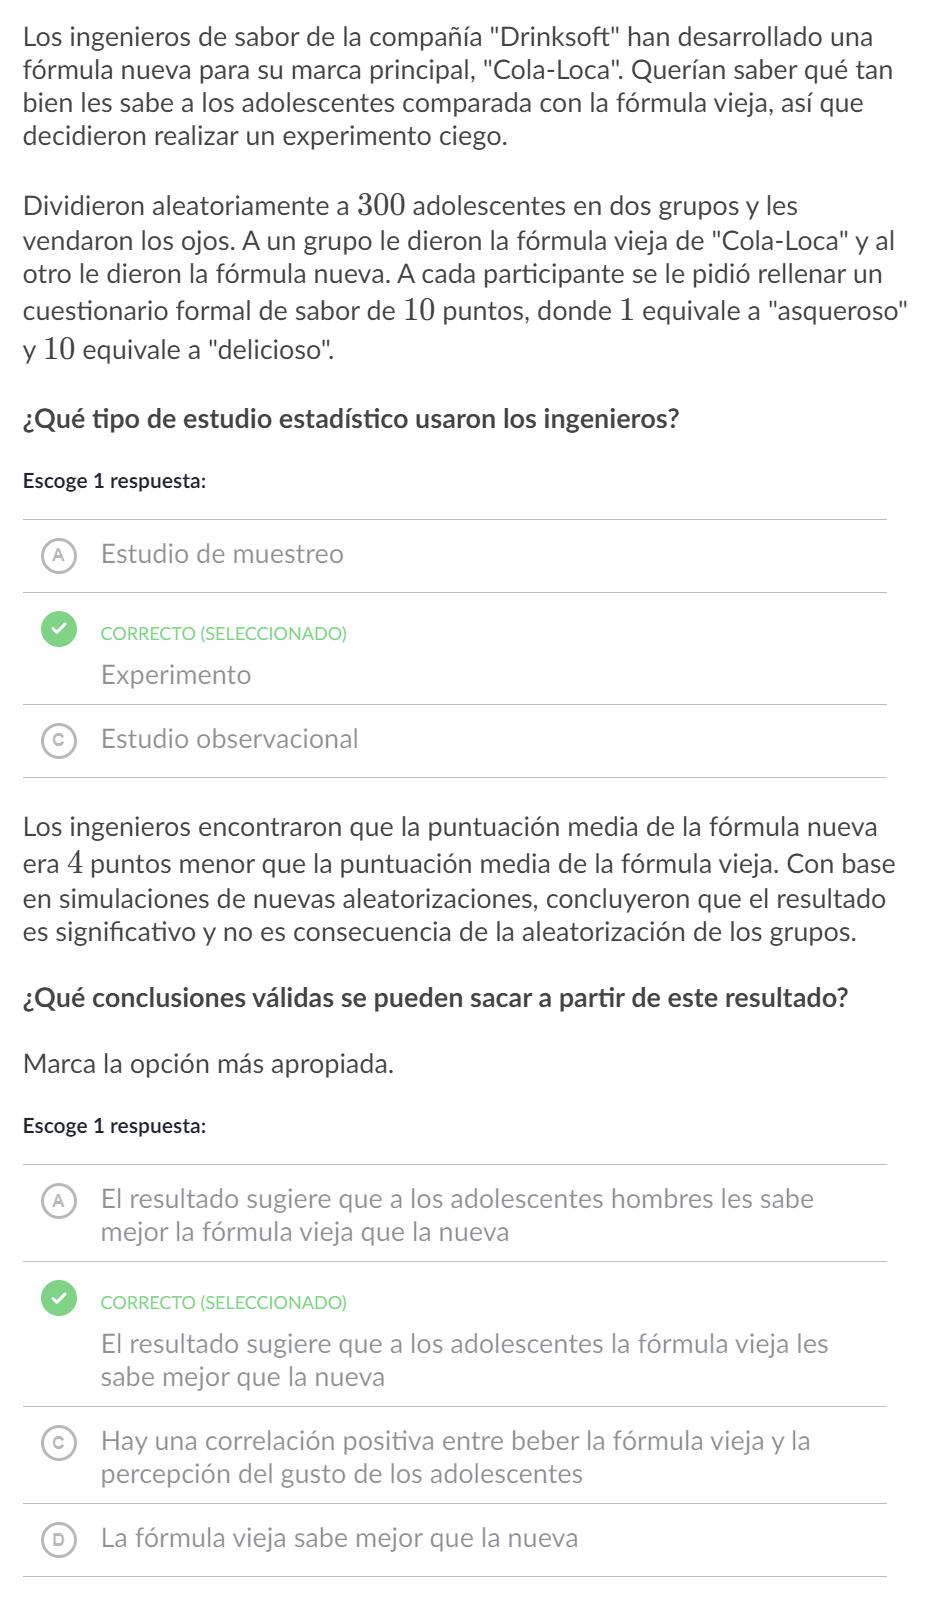 Los ingenieros de sabor de la compañía "Drinksoft" han desarrollado una
fórmula nueva para su marca principal, "Cola-Loca". Querían saber qué tan
bien les sabe a los adolescentes comparada con la fórmula vieja, así que
decidieron realizar un experimento ciego.
Dividieron aleatoriamente a 300 adolescentes en dos grupos y les
vendaron los ojos. A un grupo le dieron la fórmula vieja de "Cola-Loca" y al
otro le dieron la fórmula nueva. A cada participante se le pidió rellenar un
cuestionario formal de sabor de 10 puntos, donde 1 equivale a "asqueroso"
y 10 equivale a "delicioso".
¿Qué tipo de estudio estadístico usaron los ingenieros?
Escoge 1 respuesta:
A Estudio de muestreo
CORRECTO (SELECCIONADO)
Experimento
C Estudio observacional
Los ingenieros encontraron que la puntuación media de la fórmula nueva
era 4 puntos menor que la puntuación media de la fórmula vieja. Con base
en simulaciones de nuevas aleatorizaciones, concluyeron que el resultado
es significativo y no es consecuencia de la aleatorización de los grupos.
¿Qué conclusiones válidas se pueden sacar a partir de este resultado?
Marca la opción más apropiada.
Escoge 1 respuesta:
A El resultado sugiere que a los adolescentes hombres les sabe
mejor la fórmula vieja que la nueva
CORRECTO (SELECCIONADO)
El resultado sugiere que a los adolescentes la fórmula vieja les
sabe mejor que la nueva
C Hay una correlación positiva entre beber la fórmula vieja y la
percepción del gusto de los adolescentes
D La fórmula vieja sabe mejor que la nueva